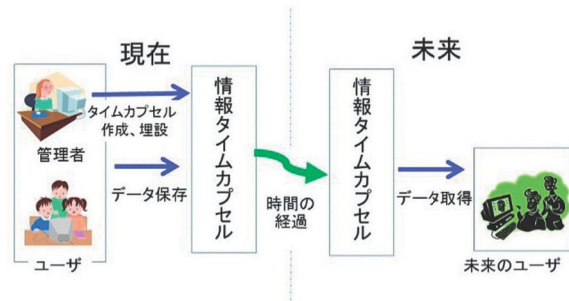 現在
未来
タイムカプセル
作成、埋設
管理者
データ保存
ユーザ
情報タイムカプセル
時間の
経過
情報タイムカプセル
データ取得
未来のユーザ